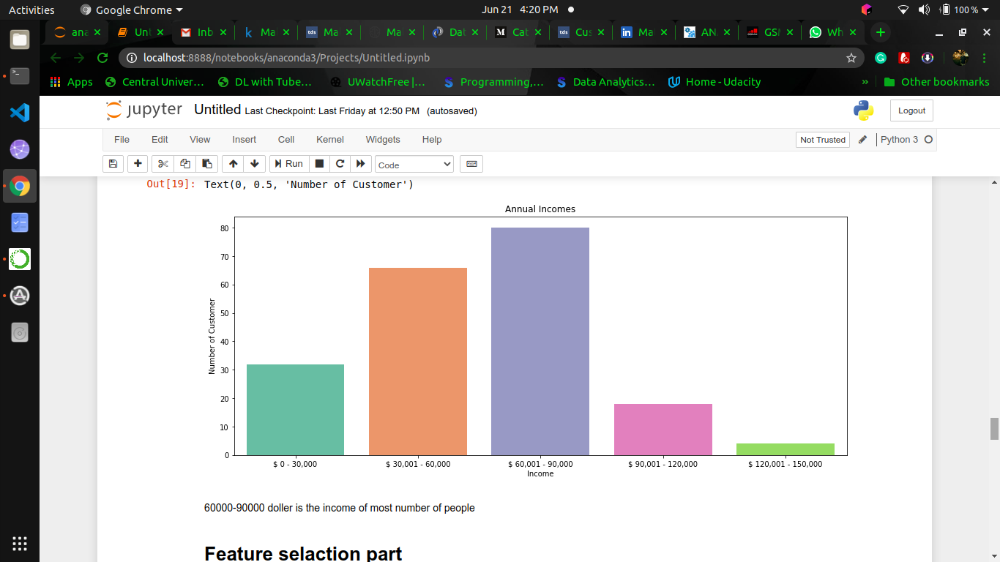 Activities Google Chrome Jun 21 4:20 PM 100 %
ana Unt Inb Ma tds Ma Mai Dat M Cat tds Cus Ma AN. GSM Wh
localhost:8888/notebooks/anaconda3/Projects/Untitled.ipynb
Apps Central Univer... DL with Tube... UWatchFree |... Programming,... Data Analytics... Home - Udacity » Other bookmarks
jupyter Untitled Last Checkpoint: Last Friday at 12:50 PM (autosaved) Logout
File Edit View Insert Cell Kernel Widgets Help Not Trusted Python 3
Run Code
Out[19]: Text(0, 0.5, 'Number of Customer')
Annual Incomes
80
70
60
50
40
30
20
10
0
Number of Customer
$ 0 - 30,000 $ 30,001 - 60,000 $ 60,001 - 90,000 $ 90,001 - 120,000 $ 120,001 - 150,000
Income
60000-90000 doller is the income of most number of people
Feature selaction part